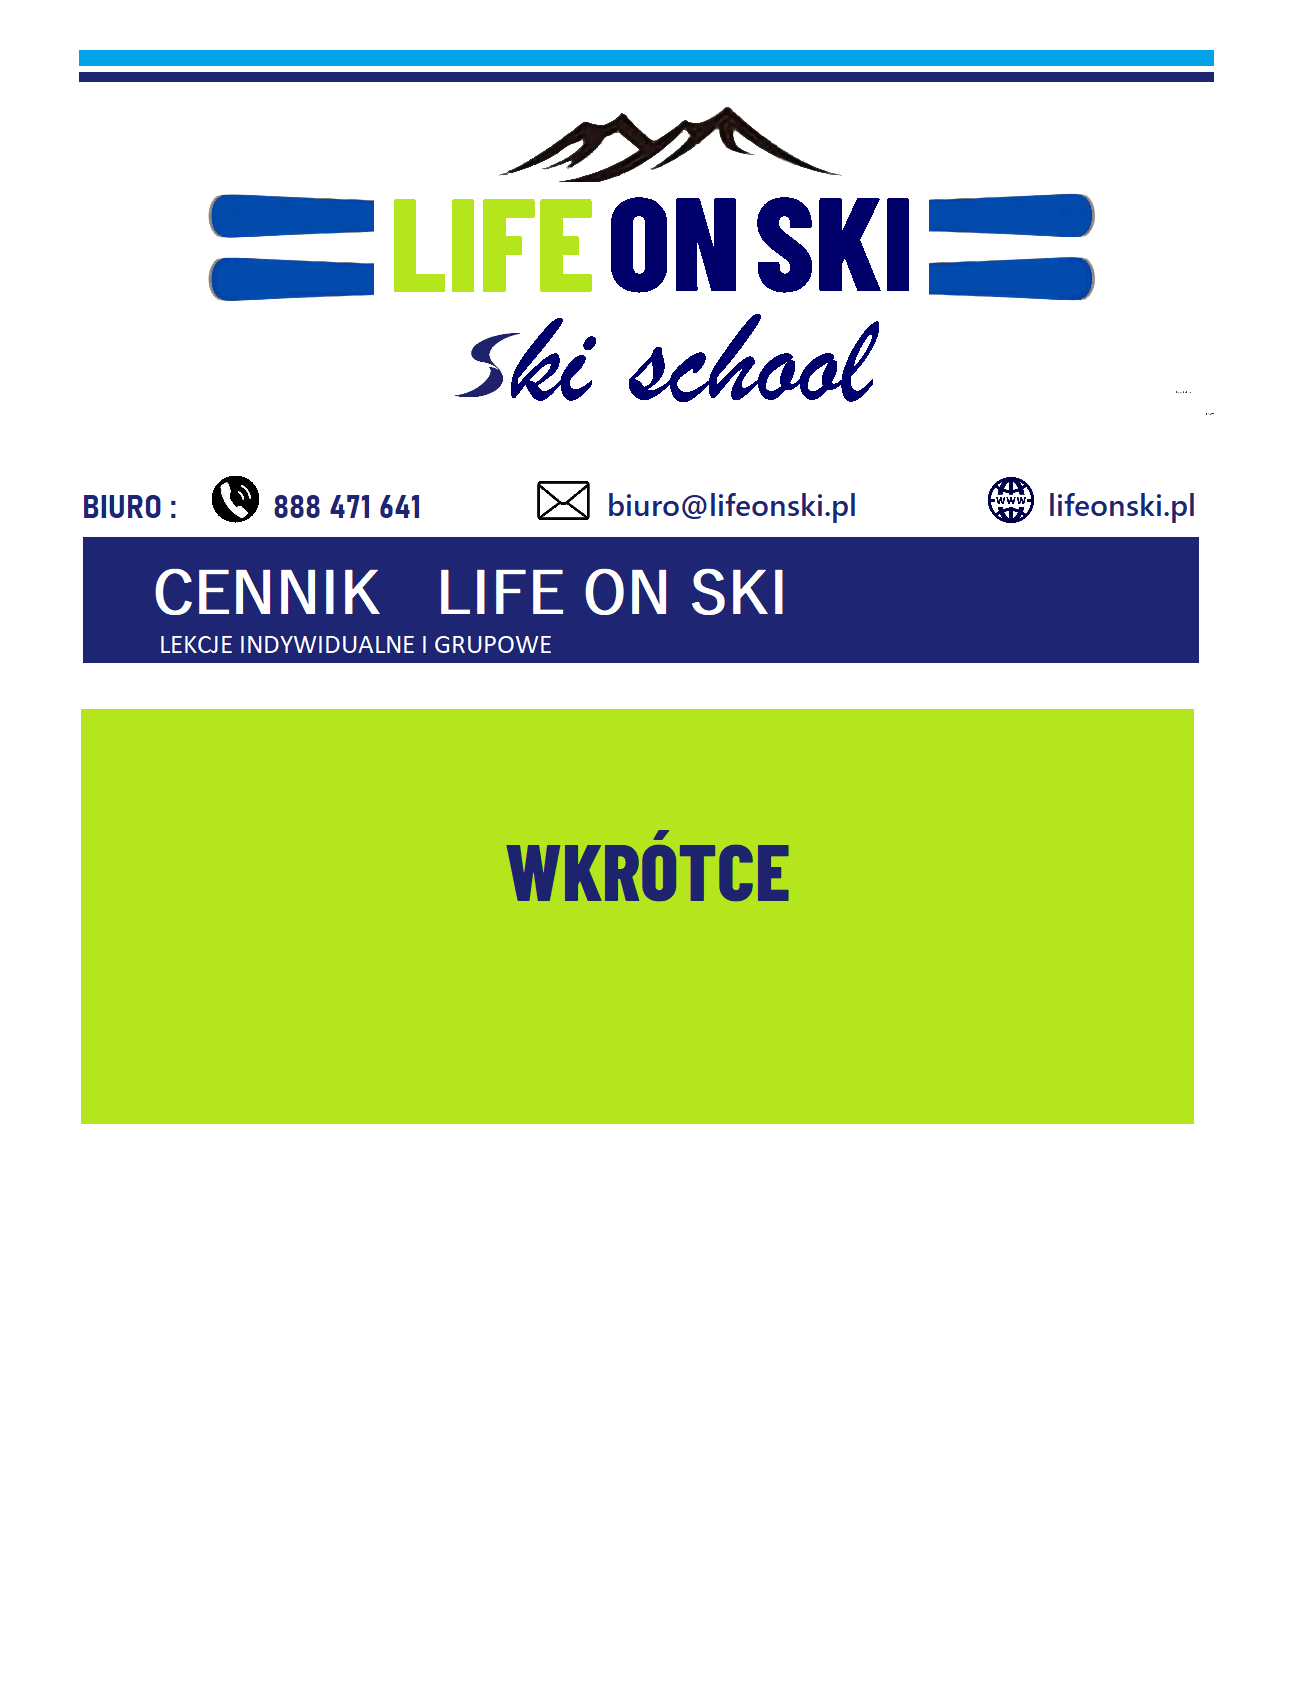 LIFE ON SKI
Ski school
BIURO : 888 471 641 biuro@lifeonski.pl www lifeonski.pl
CENNIK LIFE ON SKI
LEKCJE INDYWIDUALNE I GRUPOWE
WKRÓTCE